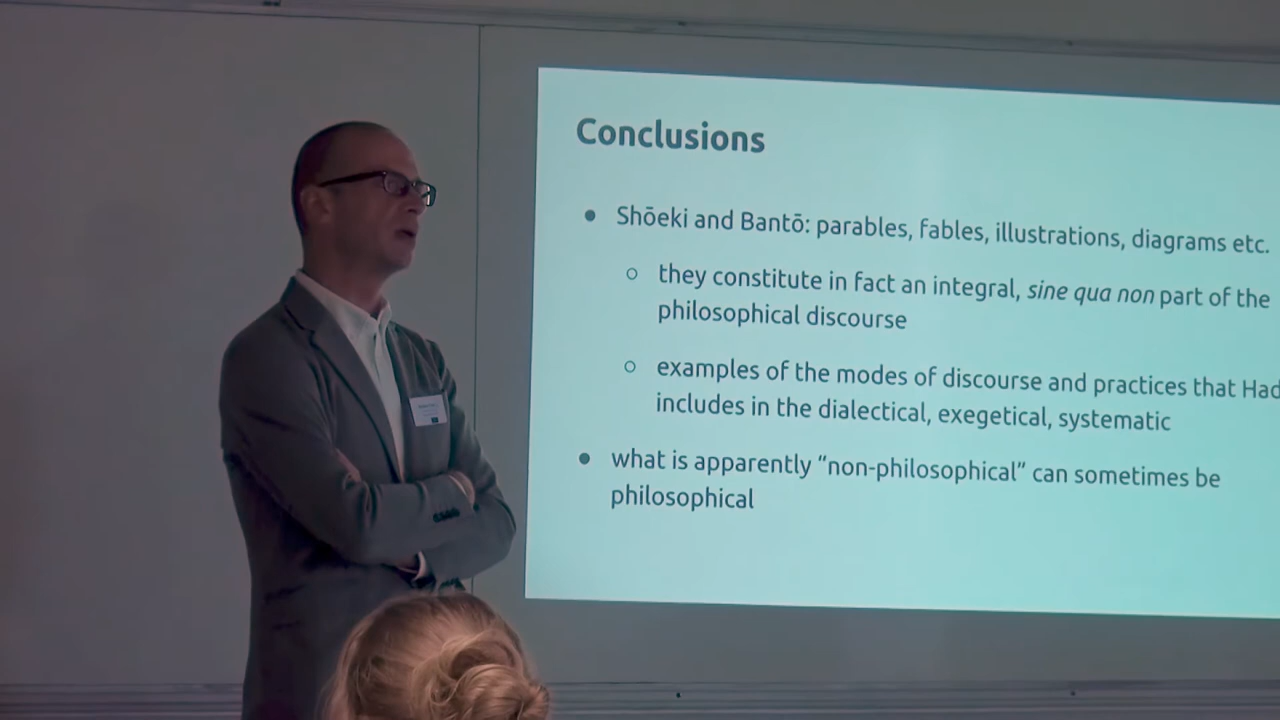 Conclusions
Shōeki and Bantō: parables, fables, illustrations, diagrams etc.
they constitute in fact an integral, sine qua non part of the
philosophical discourse
examples of the modes of discourse and practices that Had
includes in the dialectical, exegetical, systematic
what is apparently “non-philosophical” can sometimes be
philosophical